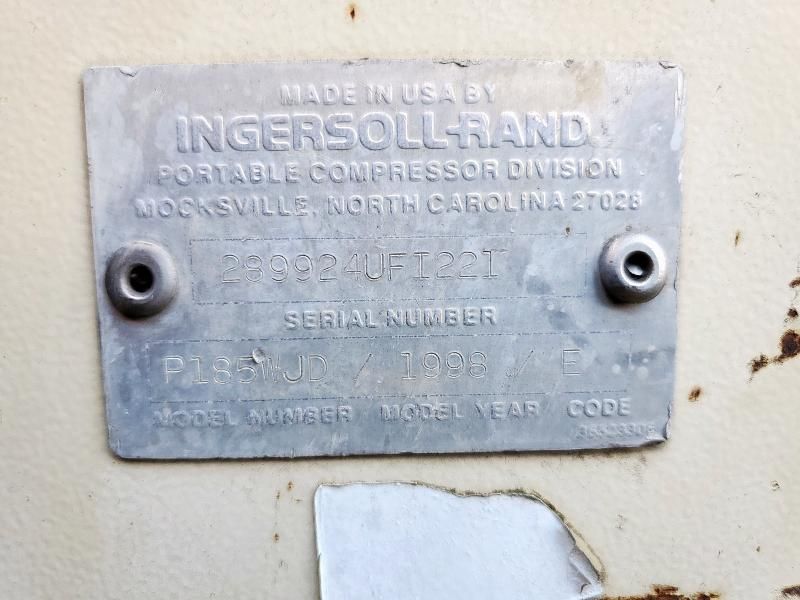 MADE IN USA BY
INGERSOLL-RAND
PORTABLE COMPRESSOR DIVISION
MOCKSVILLE, NORTH CAROLINA 27028
289924UFI221
SERIAL NUMBER
P185WJD / 1998 / E
MODEL NUMBER MODEL YEAR CODE